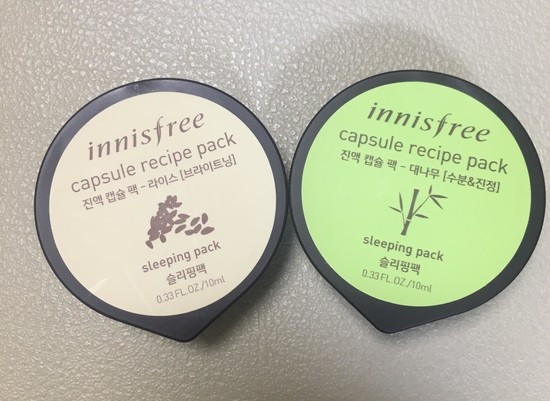 innisfree
capsule recipe pack
진액 캡슐 팩 – 라이스 [브라이트닝]
sleeping pack
슬리핑팩
0.33 FL.OZ./10ml
innisfree
capsule recipe pack
진액 캡슐 팩 – 대나무 [수분&진정]
sleeping pack
슬리핑팩
0.33 FL.OZ./10ml